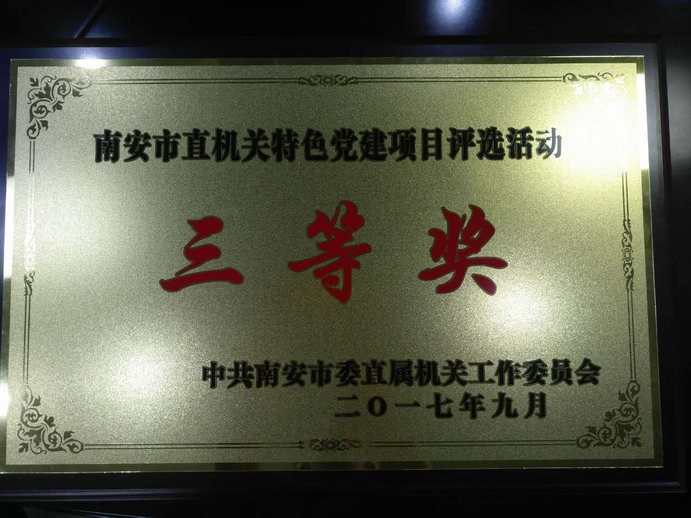 南安市直机关特色党建项目评选活动
三等奖
中共南安市委直属机关工作委员会
二〇一七年九月